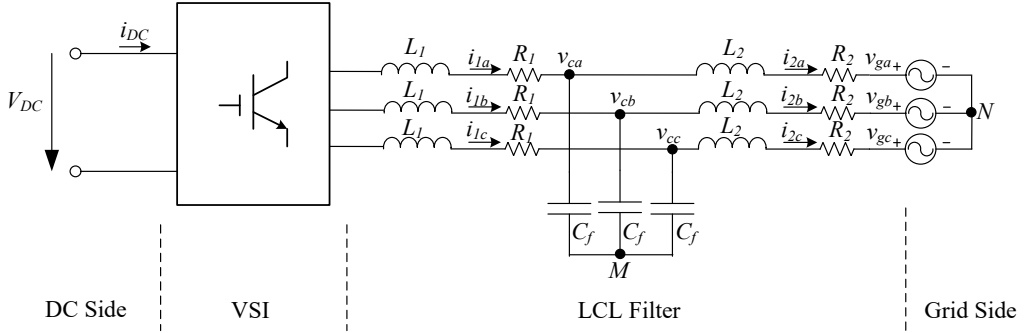 i_DC
V_DC
L_1 i_1a R_1 v_ca L_2 i_2a R_2 v_ga + -
L_1 i_1b R_1 v_cb L_2 i_2b R_2 v_gb + - N
L_1 i_1c R_1 v_cc L_2 i_2c R_2 v_gc + -
C_f C_f C_f
M
DC Side VSI LCL Filter Grid Side